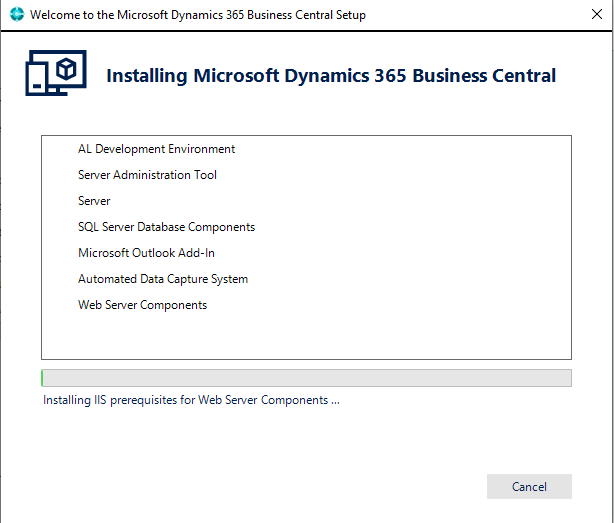 Welcome to the Microsoft Dynamics 365 Business Central Setup
Installing Microsoft Dynamics 365 Business Central
AL Development Environment
Server Administration Tool
Server
SQL Server Database Components
Microsoft Outlook Add-In
Automated Data Capture System
Web Server Components
Installing IIS prerequisites for Web Server Components ...
Cancel